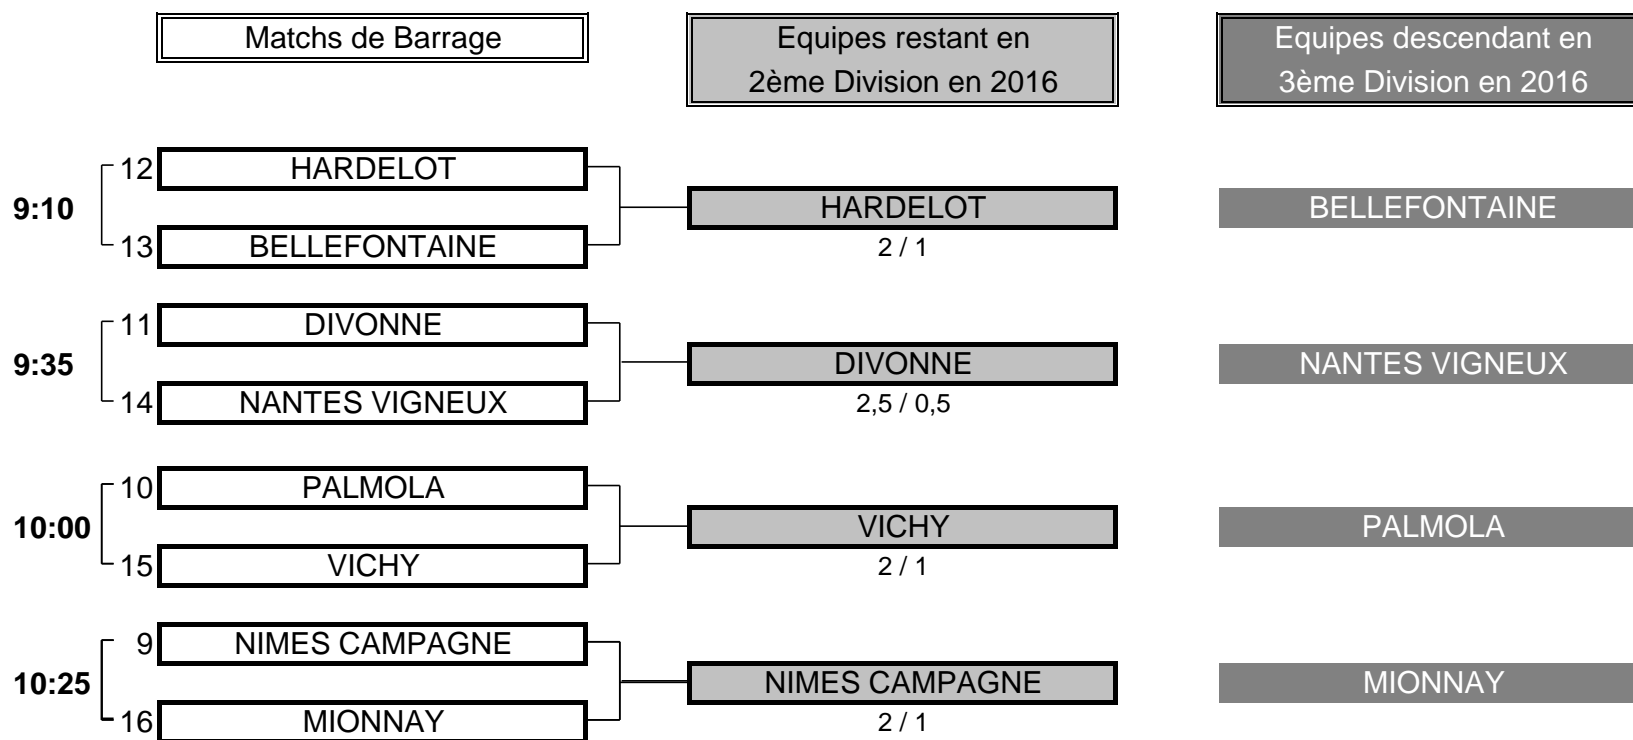 Matchs de Barrage
Equipes restant en
2ème Division en 2016
Equipes descendant en
3ème Division en 2016
12 HARDELOT
9:10 HARDELOT BELLEFONTAINE
13 BELLEFONTAINE 2 / 1
11 DIVONNE
9:35 DIVONNE NANTES VIGNEUX
14 NANTES VIGNEUX 2,5 / 0,5
10 PALMOLA
10:00 VICHY PALMOLA
15 VICHY 2 / 1
9 NIMES CAMPAGNE
10:25 NIMES CAMPAGNE MIONNAY
16 MIONNAY 2 / 1